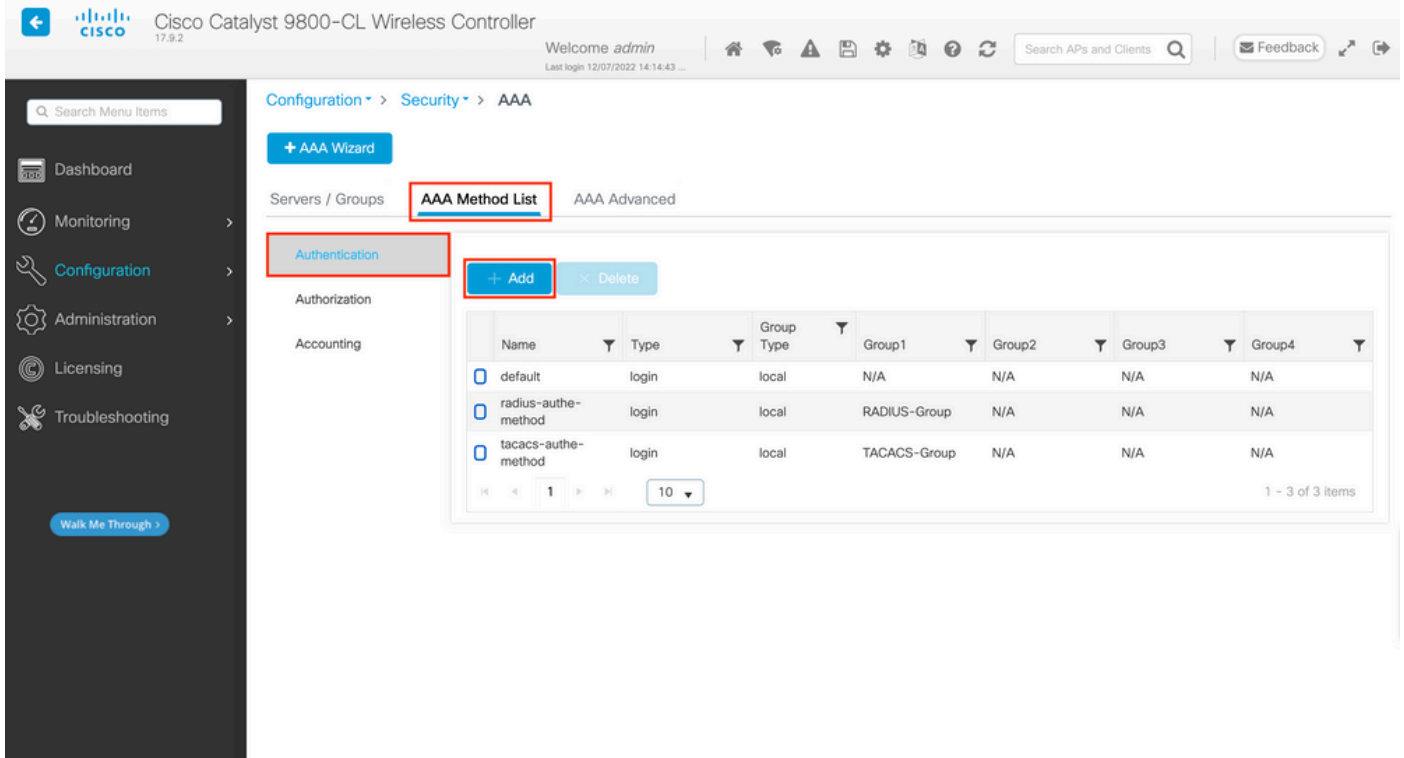 CISCO
Cisco Catalyst 9800-CL Wireless Controller
17.9.2
Welcome admin
Last login 12/07/2022 14:14:43 ...
Search APs and Clients
Feedback
Search Menu Items
Dashboard
Monitoring
Configuration
Administration
Licensing
Troubleshooting
Walk Me Through >
Configuration > Security > AAA
+ AAA Wizard
Servers / Groups AAA Method List AAA Advanced
Authentication
Authorization
Accounting
+ Add × Delete
Name Type Group Type Group1 Group2 Group3 Group4
default login local N/A N/A N/A N/A
radius-authe-
method login local RADIUS-Group N/A N/A N/A
tacacs-authe-
method login local TACACS-Group N/A N/A N/A
1 10 1 - 3 of 3 items